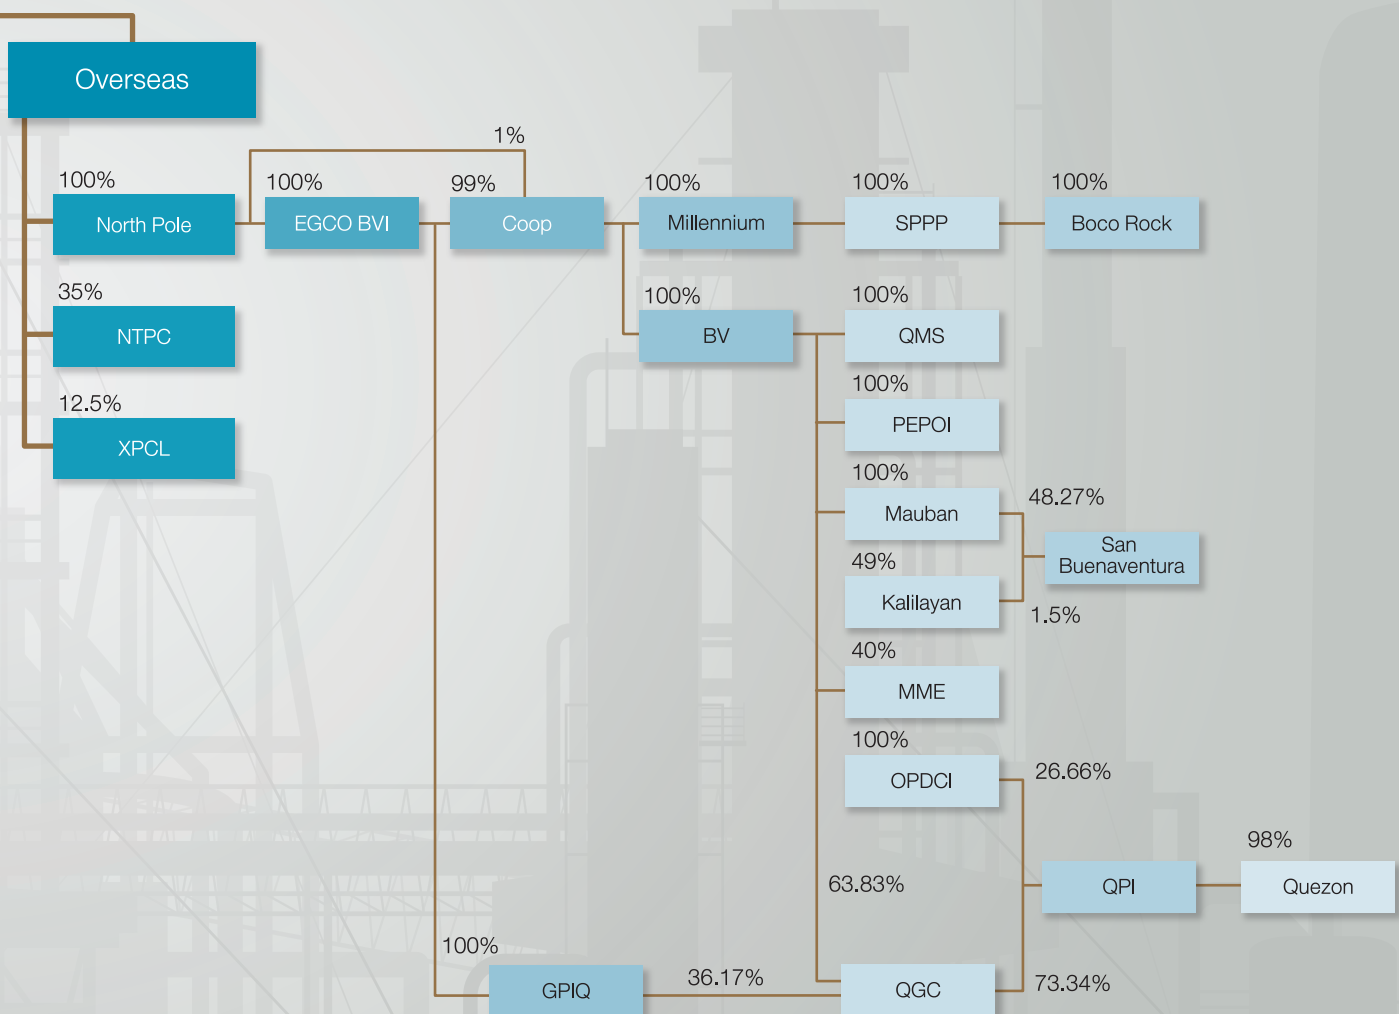 Overseas
1%
100%
North Pole
100%
EGCO BVI
99%
Coop
100%
Millennium
100%
SPPP
100%
Boco Rock
35%
NTPC
100%
BV
100%
QMS
12.5%
XPCL
100%
PEPOI
100%
Mauban
48.27%
San
Buenaventura
49%
Kalilayan
1.5%
40%
MME
100%
OPDCI
26.66%
63.83%
QPI
98%
Quezon
100%
GPIQ
36.17%
QGC
73.34%